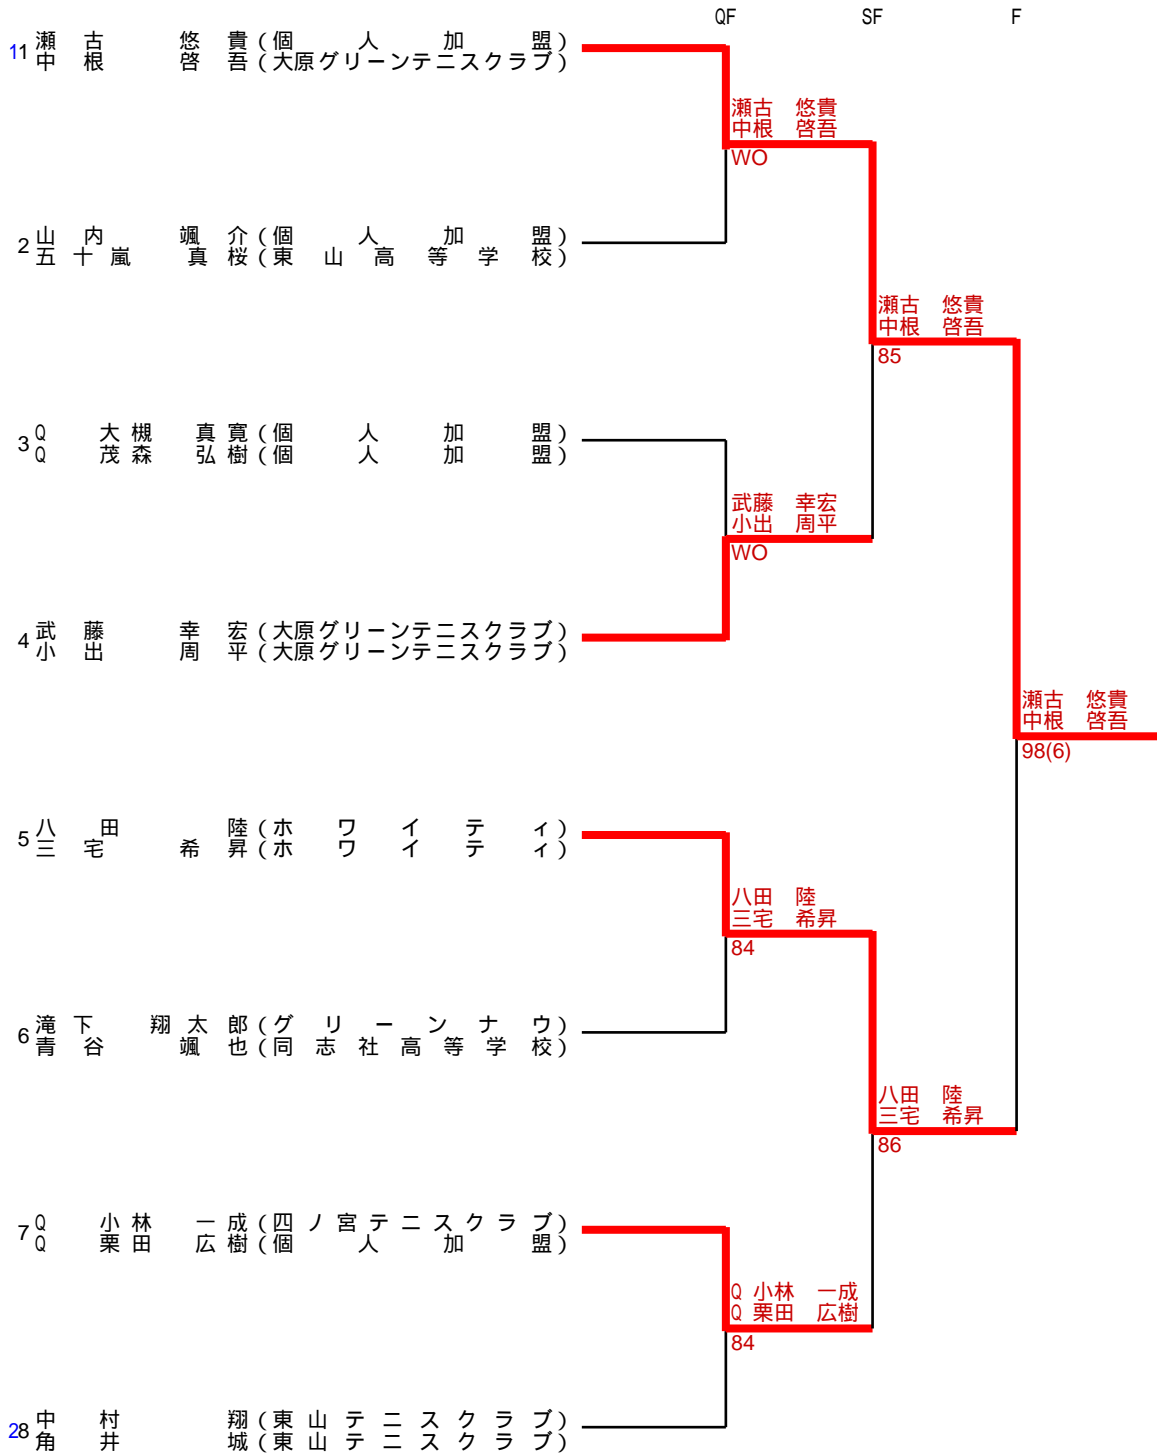 QF SF F
11 瀬古 悠貴(個人加盟)
中根 啓吾(大原グリーンテニスクラブ)
瀬古 悠貴
中根 啓吾
WO
2 山内 颯介(個人加盟)
五十嵐 真桜(東山高等学校)
瀬古 悠貴
中根 啓吾
85
3 Q 大槻 真寛(個人加盟)
Q 茂森 弘樹(個人加盟)
武藤 幸宏
小出 周平
WO
4 武藤 幸宏(大原グリーンテニスクラブ)
小出 周平(大原グリーンテニスクラブ)
瀬古 悠貴
中根 啓吾
98(6)
5 八田 陸(ホワイティ)
三宅 希昇(ホワイティ)
八田 陸
三宅 希昇
84
6 滝下 翔太郎(グリーンナウ)
青谷 颯也(同志社高等学校)
八田 陸
三宅 希昇
86
7 Q 小林 一成(四ノ宮テニスクラブ)
Q 栗田 広樹(個人加盟)
Q 小林 一成
Q 栗田 広樹
84
28 中村 翔(東山テニスクラブ)
角井 城(東山テニスクラブ)